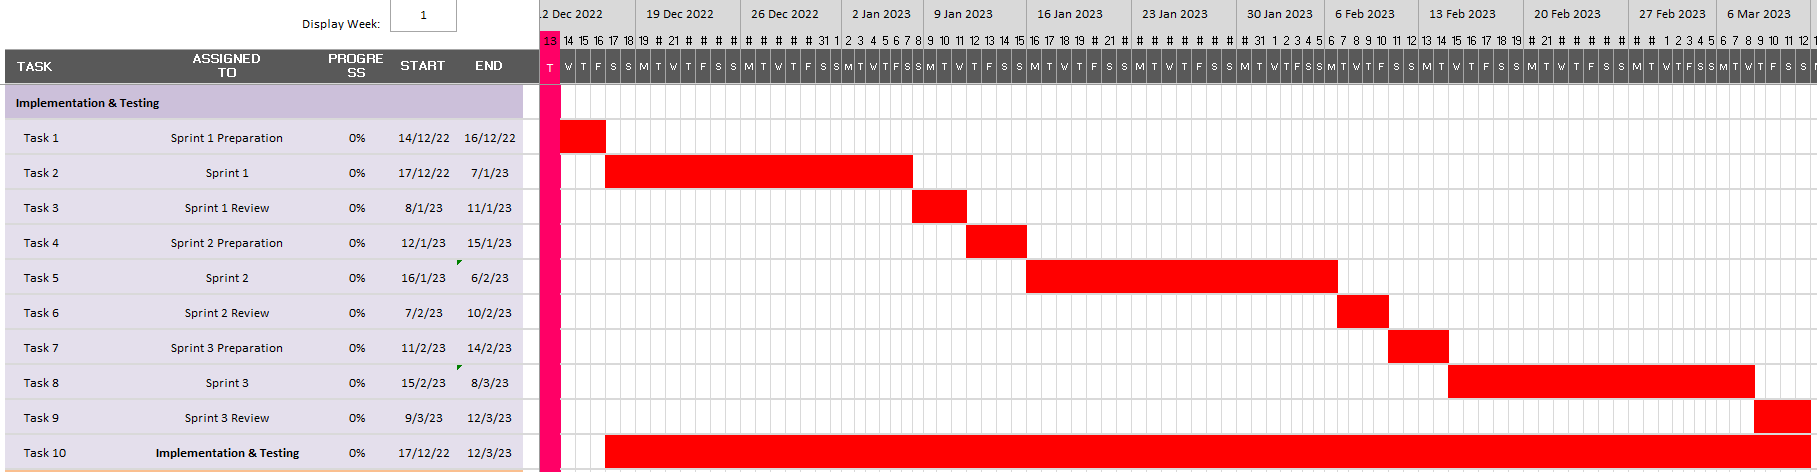 Display Week: 1
2 Dec 2022 19 Dec 2022 26 Dec 2022 2 Jan 2023 9 Jan 2023 16 Jan 2023 23 Jan 2023 30 Jan 2023 6 Feb 2023 13 Feb 2023 20 Feb 2023 27 Feb 2023 6 Mar 2023
13 14 15 16 17 18 19 # 21 # # # # # # # # # 31 1 2 3 4 5 6 7 8 9 10 11 12 13 14 15 16 17 18 19 # 21 # # # # # # # # # 31 1 2 3 4 5 6 7 8 9 10 11 12 13 14 15 16 17 18 19 # 21 # # # # # # # 1 2 3 4 5 6 7 8 9 10 11 12
TASK ASSIGNED TO PROGRESS START END T W T F S S M T W T F S S M T W T F S S M T W T F S S M T W T F S S M T W T F S S M T W T F S S M T W T F S S M T W T F S S M T W T F S S M T W T F S S M T W T F S S M T W T F S S
Implementation & Testing
Task 1 Sprint 1 Preparation 0% 14/12/22 16/12/22
Task 2 Sprint 1 0% 17/12/22 7/1/23
Task 3 Sprint 1 Review 0% 8/1/23 11/1/23
Task 4 Sprint 2 Preparation 0% 12/1/23 15/1/23
Task 5 Sprint 2 0% 16/1/23 6/2/23
Task 6 Sprint 2 Review 0% 7/2/23 10/2/23
Task 7 Sprint 3 Preparation 0% 11/2/23 14/2/23
Task 8 Sprint 3 0% 15/2/23 8/3/23
Task 9 Sprint 3 Review 0% 9/3/23 12/3/23
Task 10 Implementation & Testing 0% 17/12/22 12/3/23